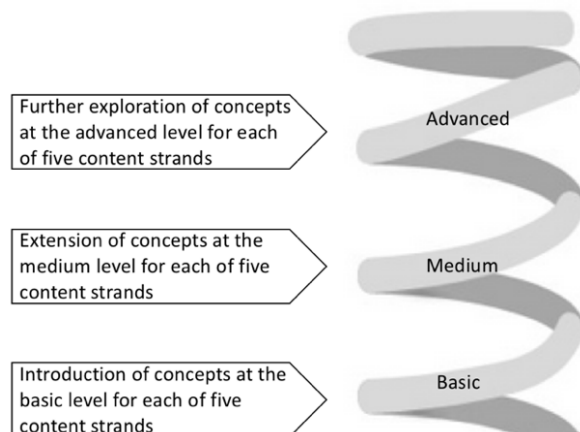 Further exploration of concepts
at the advanced level for each
of five content strands
Advanced
Extension of concepts at the
medium level for each of five
content strands
Medium
Introduction of concepts at the
basic level for each of five
content strands
Basic